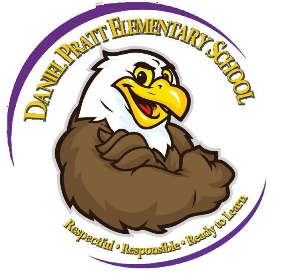 DANIEL PRATT ELEMENTARY SCHOOL
Respectful • Responsible • Ready to Learn